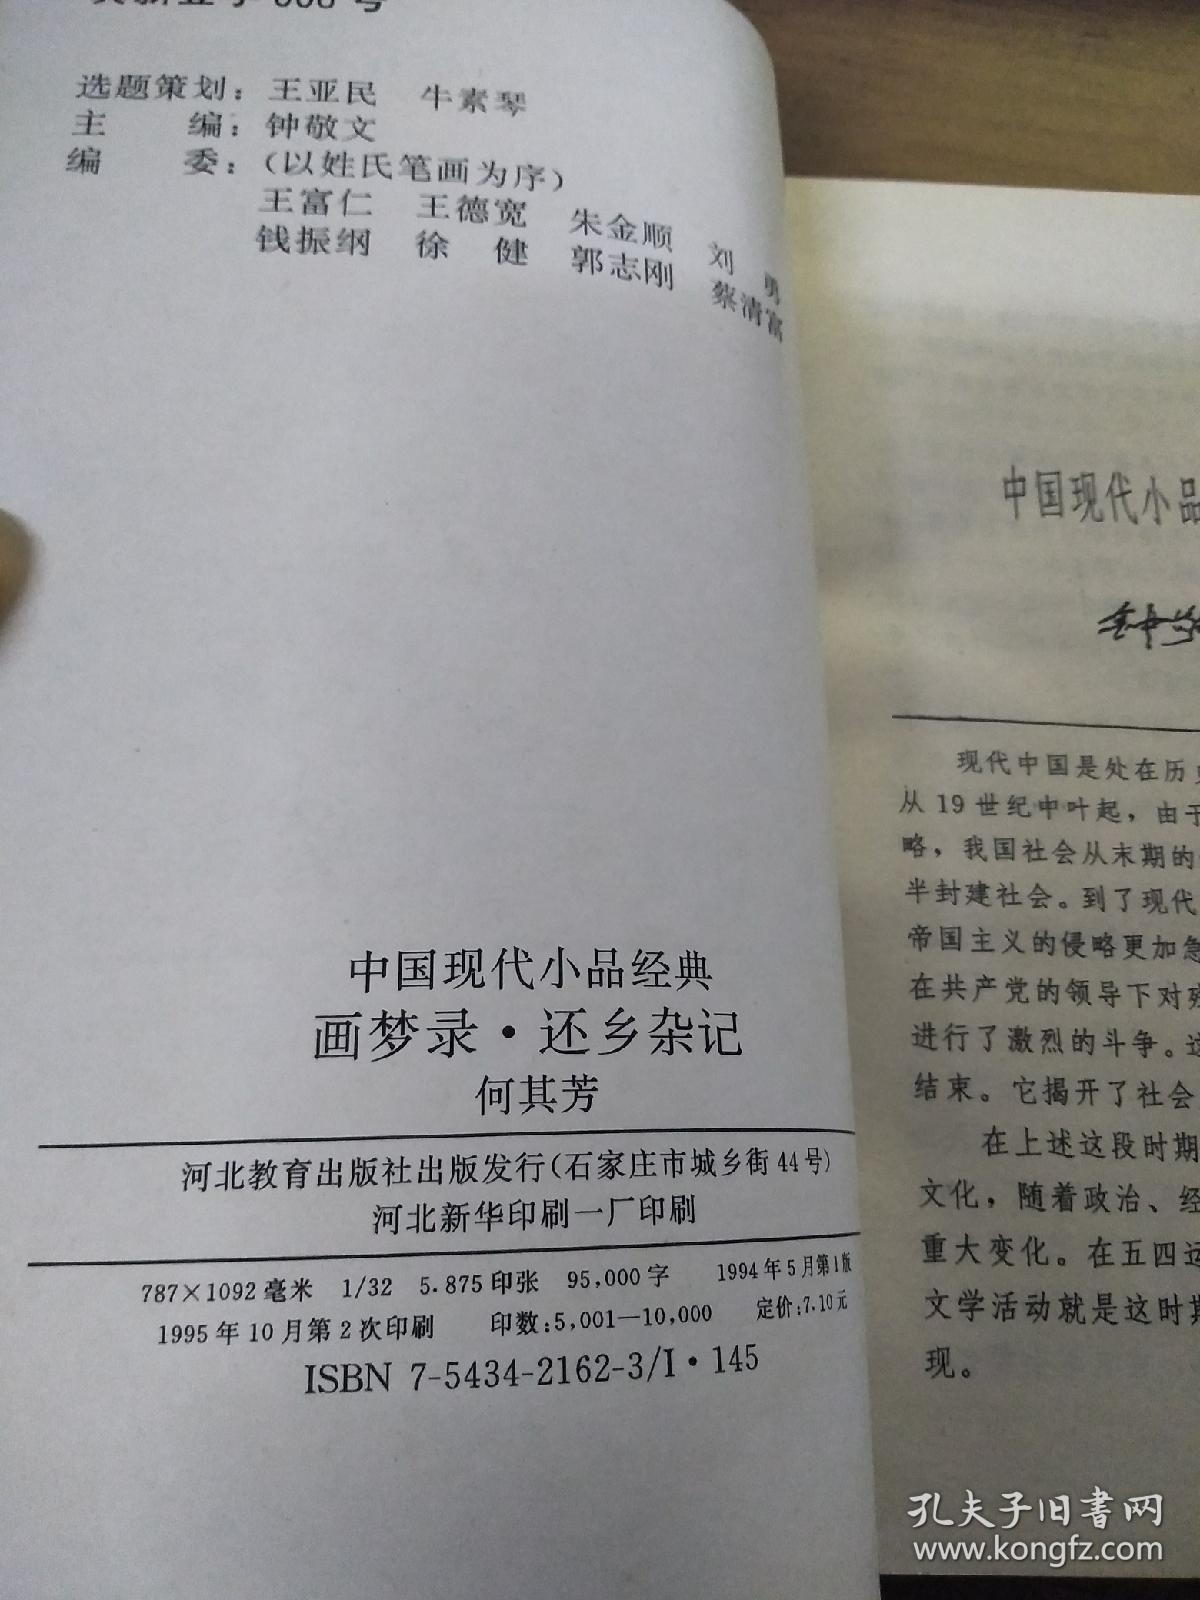 号
选题策划：王亚民 牛素琴
主 编：钟敬文
编 委：（以姓氏笔画为序）
王富仁 王德宽 朱金顺 刘 勇
钱振纲 徐 健 郭志刚 蔡清富
中国现代小品经典
画梦录·还乡杂记
何其芳
河北教育出版社出版发行（石家庄市城乡街44号）
河北新华印刷一厂印刷
787×1092毫米 1/32 5.875印张 95,000字 1994年5月第1版
1995年10月第2次印刷 印数：5,001—10,000 定价：7.10元
ISBN 7-5434-2162-3/I·145
中国现代小品
钟敬
现代中国是处在历史
从19世纪中叶起，由于
略，我国社会从末期的
半封建社会。到了现代
帝国主义的侵略更加急
在共产党的领导下对残
进行了激烈的斗争。这
结束。它揭开了社会
在上述这段时期
文化，随着政治、经
重大变化。在五四运
文学活动就是这时期
现。
孔夫子旧书网
www.kongfz.com